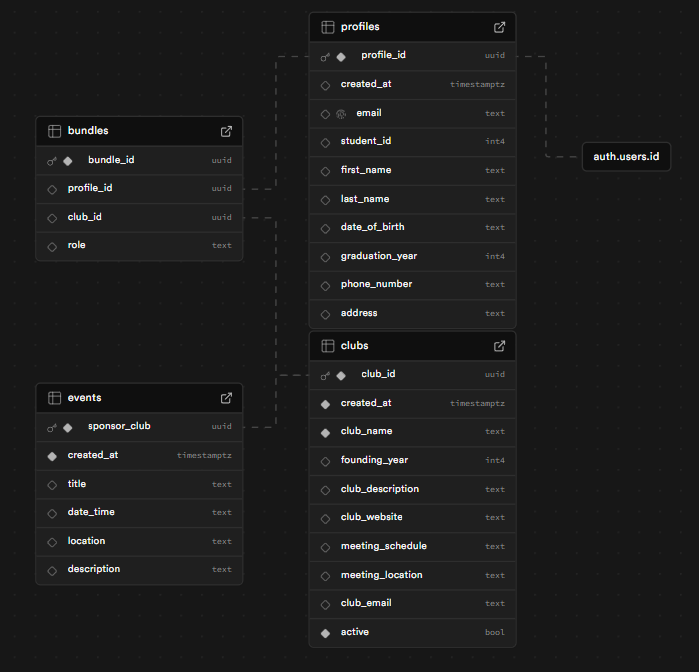 profiles
profile_id uuid
created_at timestamptz
email text
student_id int4
first_name text
last_name text
date_of_birth text
graduation_year int4
phone_number text
address text
auth.users.id
bundles
bundle_id uuid
profile_id uuid
club_id uuid
role text
clubs
club_id uuid
created_at timestamptz
club_name text
founding_year int4
club_description text
club_website text
meeting_schedule text
meeting_location text
club_email text
active bool
events
sponsor_club uuid
created_at timestamptz
title text
date_time text
location text
description text